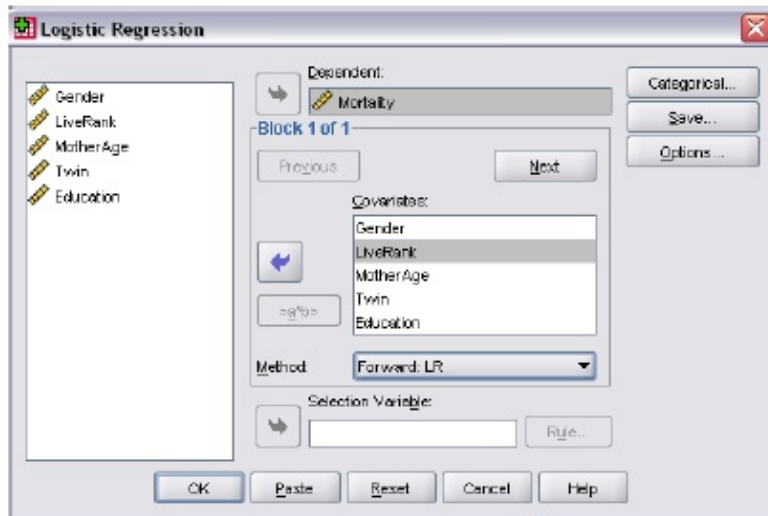 Logistic Regression
Gender
LiveRank
MotherAge
Twin
Education
Dependent:
Mortality
Block 1 of 1
Previous
Next
Covariates:
Gender
LiveRank
MotherAge
Twin
Education
>a*b>
Method:
Forward: LR
Selection Variable:
Rule...
Categorical...
Save...
Options...
OK
Paste
Reset
Cancel
Help